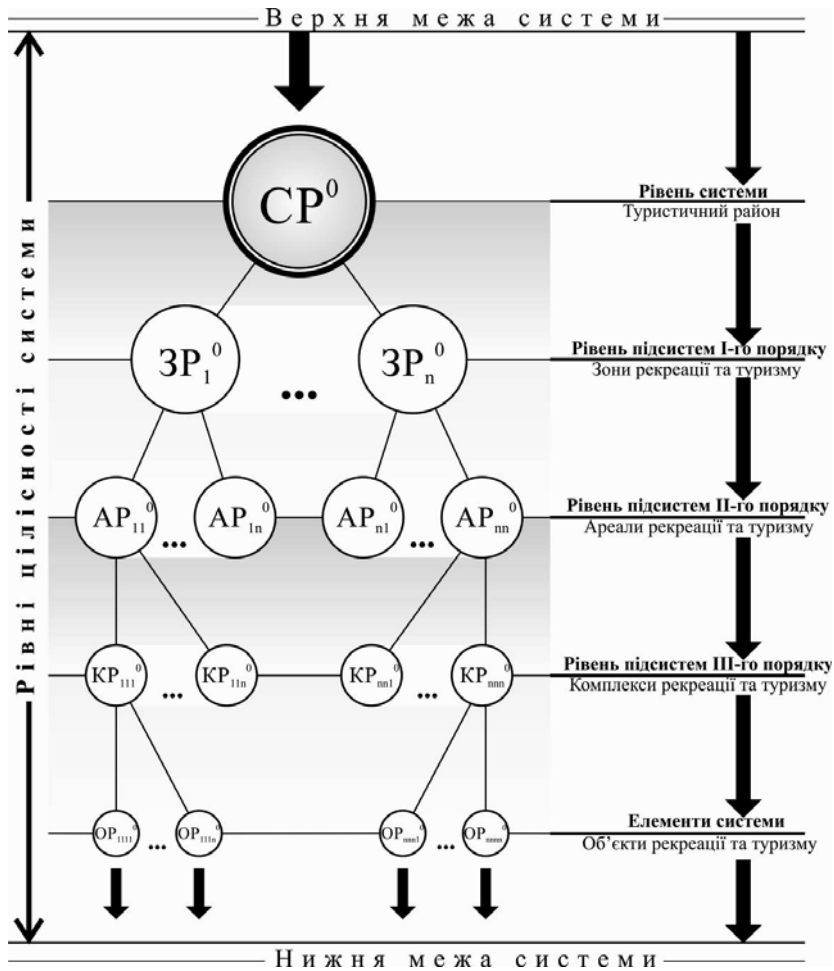 Верхня межа системи
Рівні цілісності системи
СР⁰
Рівень системи
Туристичний район
ЗР₁⁰
...
ЗРₙ⁰
Рівень підсистем I-го порядку
Зони рекреації та туризму
АР₁₁⁰
...
АР₁ₙ⁰
АРₙ₁⁰
...
АРₙₙ⁰
Рівень підсистем II-го порядку
Ареали рекреації та туризму
КР₁₁₁⁰
...
КР₁₁ₙ⁰
КРₙₙ₁⁰
...
КРₙₙₙ⁰
Рівень підсистем III-го порядку
Комплекси рекреації та туризму
ОР₁₁₁₁⁰
...
ОР₁₁₁ₙ⁰
ОРₙₙₙ₁⁰
...
ОРₙₙₙₙ⁰
Елементи системи
Об’єкти рекреації та туризму
Нижня межа системи